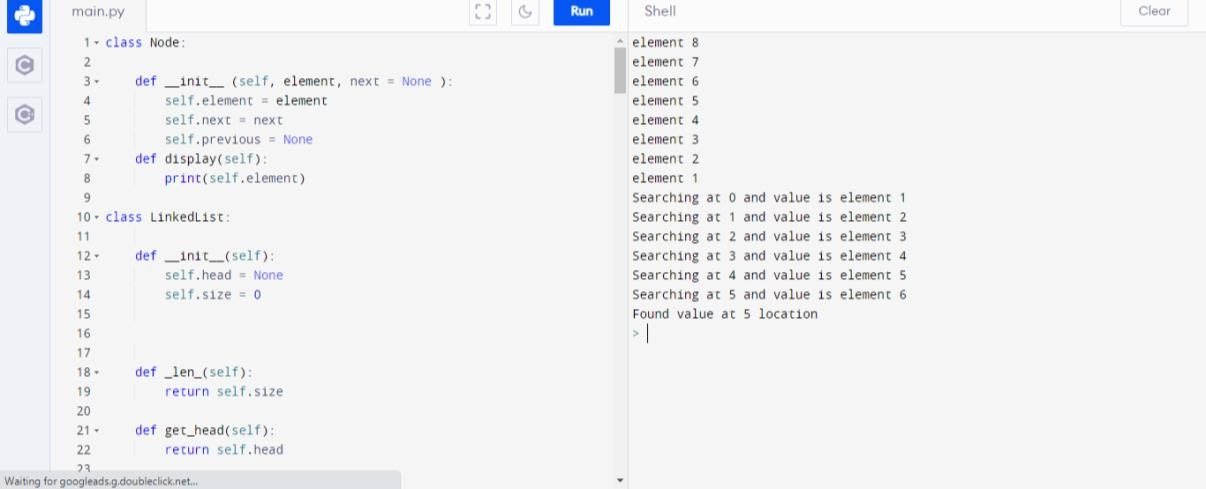 main.py
Run
Shell
Clear
1 class Node:
2
3 def __init__ (self, element, next = None ):
4 self.element = element
5 self.next = next
6 self.previous = None
7 def display(self):
8 print(self.element)
9
10 class LinkedList:
11
12 def __init__(self):
13 self.head = None
14 self.size = 0
15
16
17
18 def _len_(self):
19 return self.size
20
21 def get_head(self):
22 return self.head
23
Waiting for googleads.g.doubleclick.net...
element 8
element 7
element 6
element 5
element 4
element 3
element 2
element 1
Searching at 0 and value is element 1
Searching at 1 and value is element 2
Searching at 2 and value is element 3
Searching at 3 and value is element 4
Searching at 4 and value is element 5
Searching at 5 and value is element 6
Found value at 5 location
>